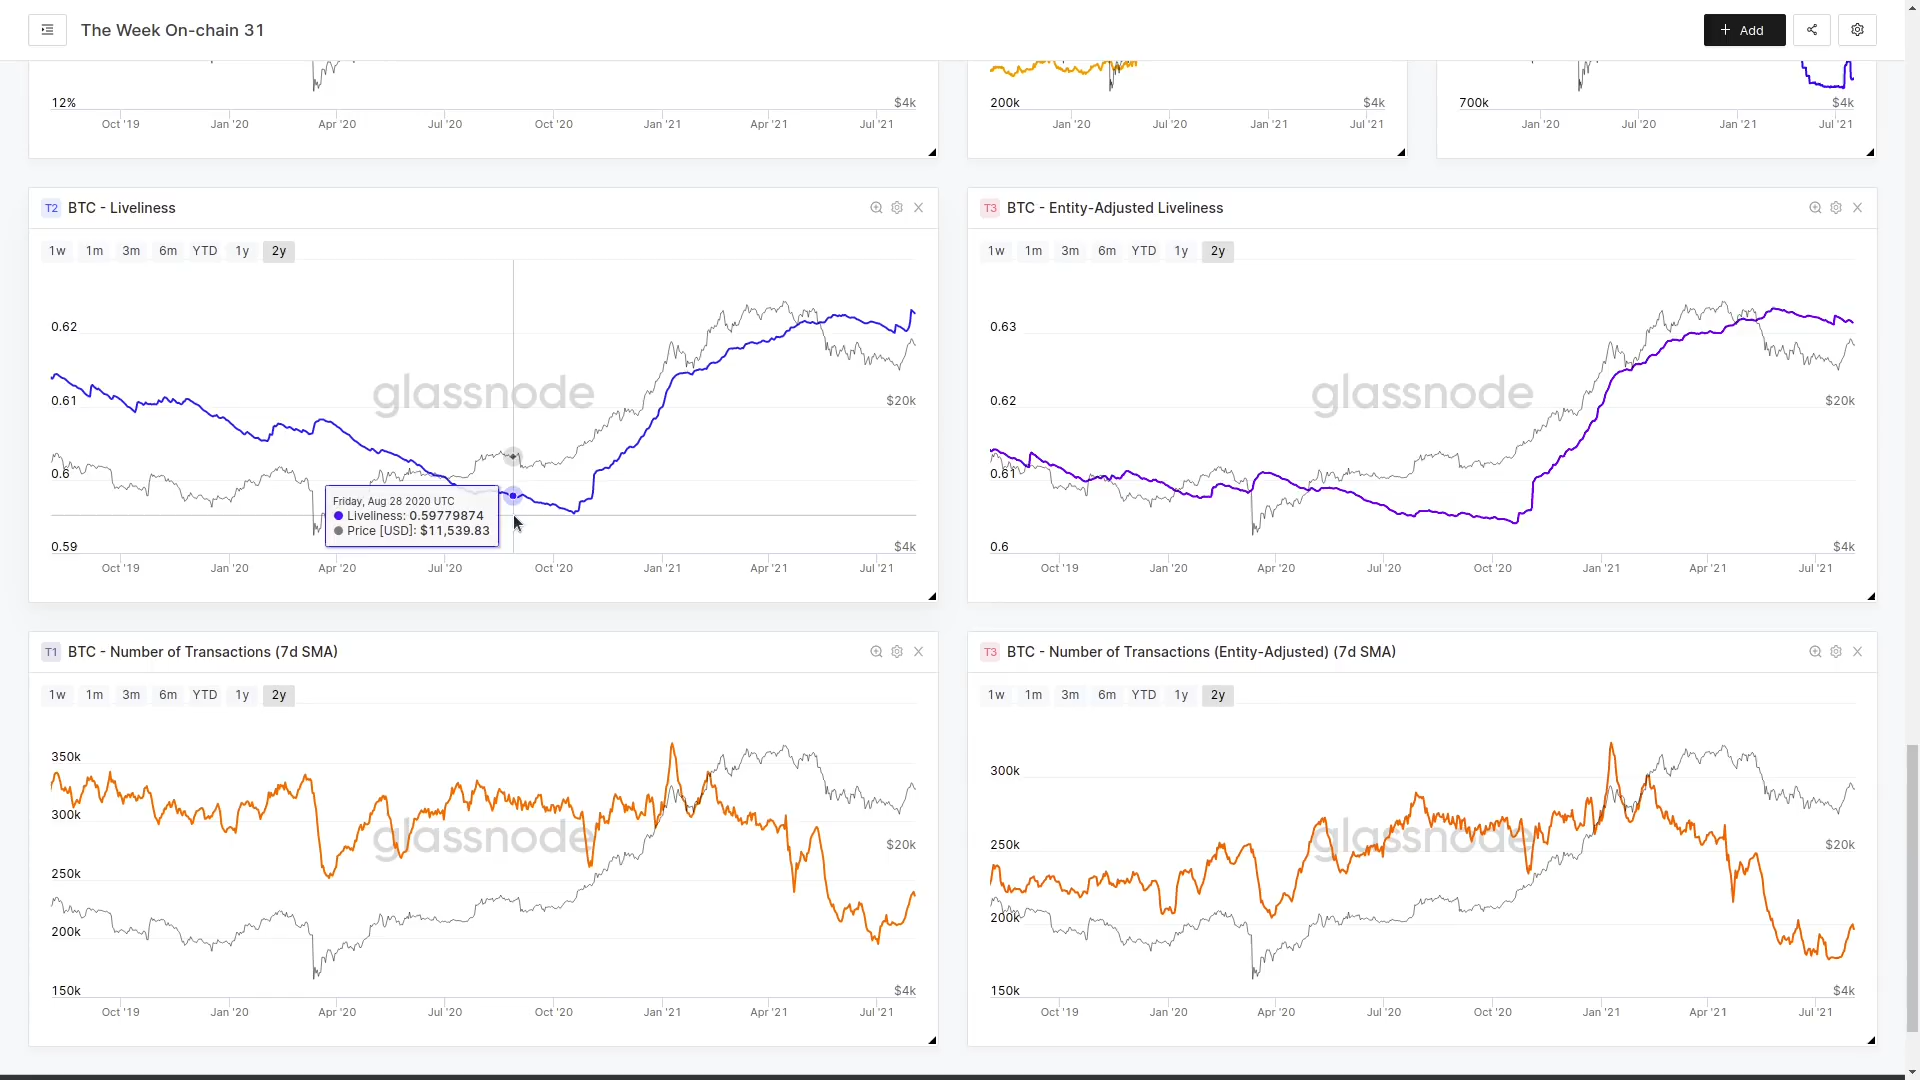 The Week On-chain 31
+ Add
12%
$4k
Oct '19 Jan '20 Apr '20 Jul '20 Oct '20 Jan '21 Apr '21 Jul '21
200k
$4k
Jan '20 Jul '20 Jan '21 Jul '21
700k
$4k
Jan '20 Jul '20 Jan '21 Jul '21
T2 BTC - Liveliness
1w 1m 3m 6m YTD 1y 2y
0.62
0.61
$20k
glassnode
0.6
Friday, Aug 28 2020 UTC
Liveliness: 0.59779874
Price [USD]: $11,539.83
0.59
$4k
Oct '19 Jan '20 Apr '20 Jul '20 Oct '20 Jan '21 Apr '21 Jul '21
T3 BTC - Entity-Adjusted Liveliness
1w 1m 3m 6m YTD 1y 2y
0.63
0.62
$20k
glassnode
0.61
0.6
$4k
Oct '19 Jan '20 Apr '20 Jul '20 Oct '20 Jan '21 Apr '21 Jul '21
T1 BTC - Number of Transactions (7d SMA)
1w 1m 3m 6m YTD 1y 2y
350k
300k
glassnode
$20k
250k
200k
150k
$4k
Oct '19 Jan '20 Apr '20 Jul '20 Oct '20 Jan '21 Apr '21 Jul '21
T3 BTC - Number of Transactions (Entity-Adjusted) (7d SMA)
1w 1m 3m 6m YTD 1y 2y
300k
250k
glassnode
$20k
200k
150k
$4k
Oct '19 Jan '20 Apr '20 Jul '20 Oct '20 Jan '21 Apr '21 Jul '21